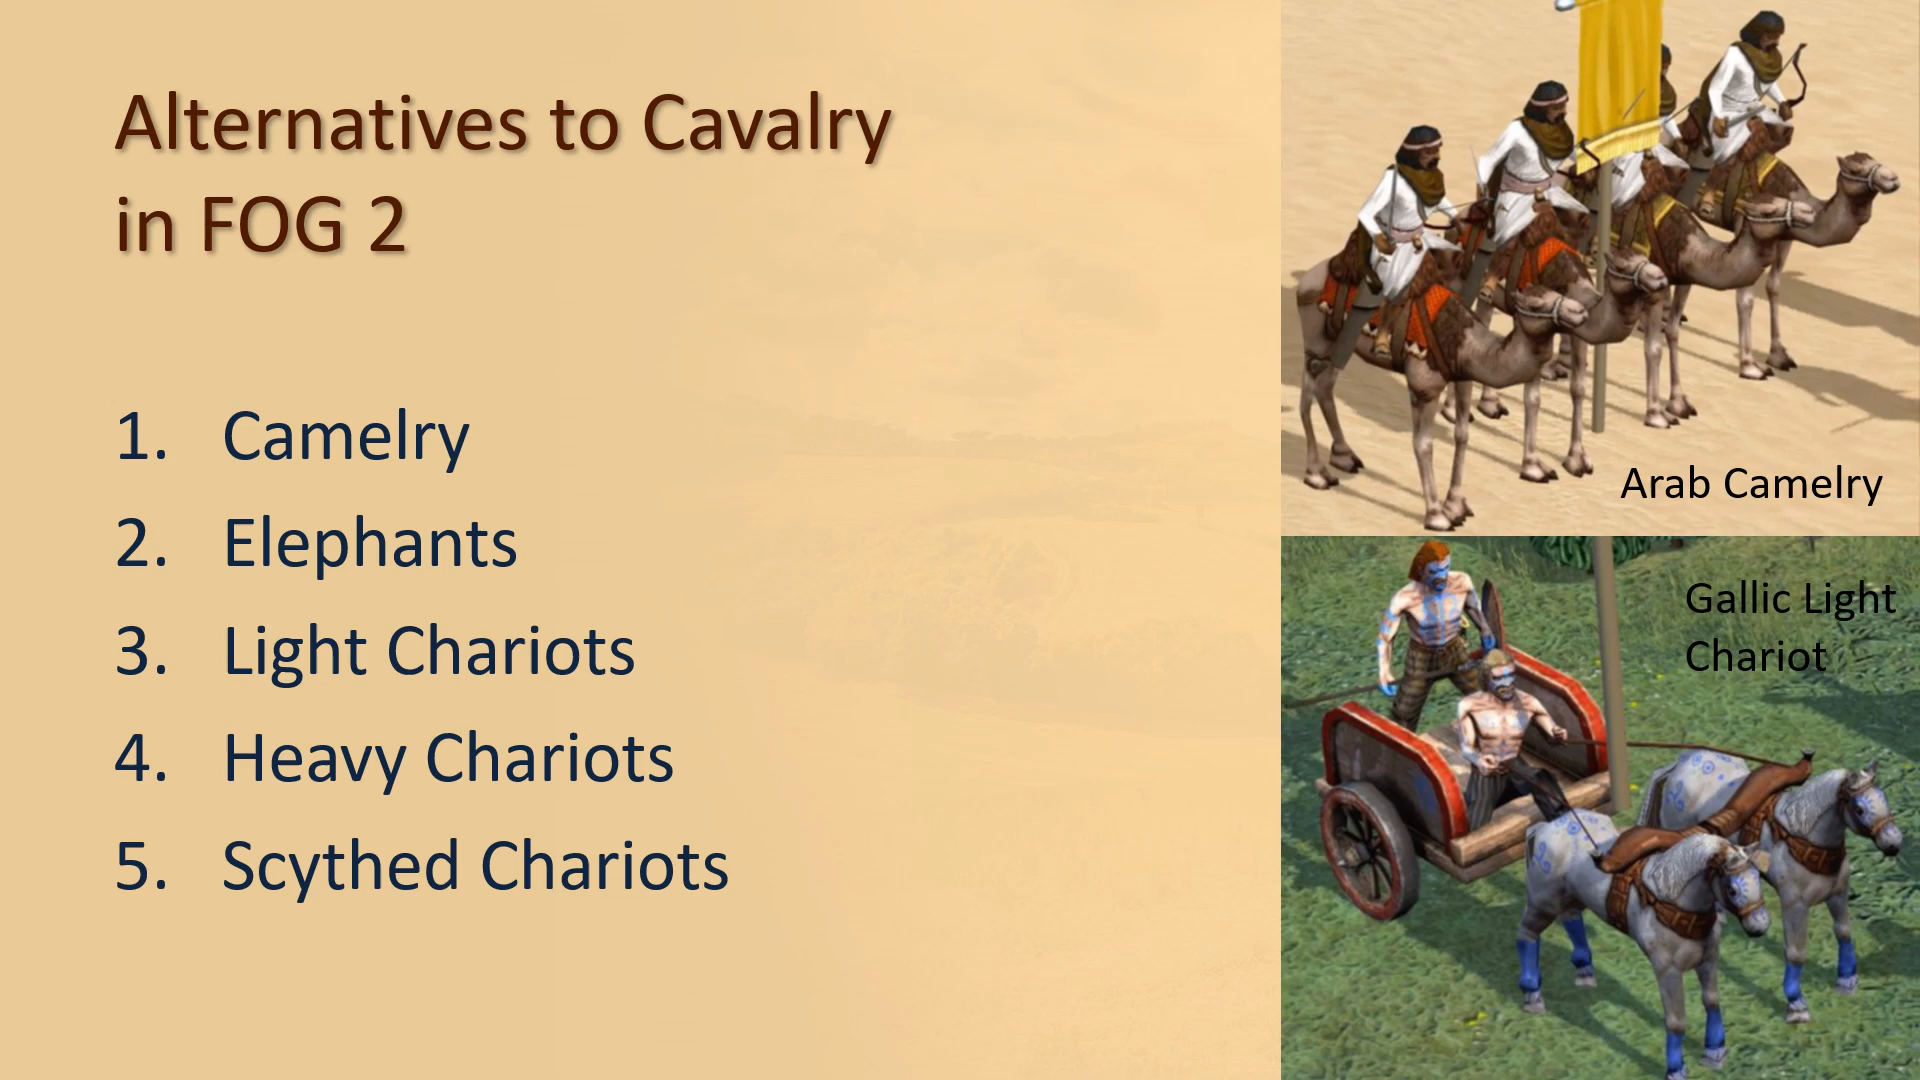 Alternatives to Cavalry
in FOG 2
1. Camelry
2. Elephants
3. Light Chariots
4. Heavy Chariots
5. Scythed Chariots
Arab Camelry
Gallic Light
Chariot